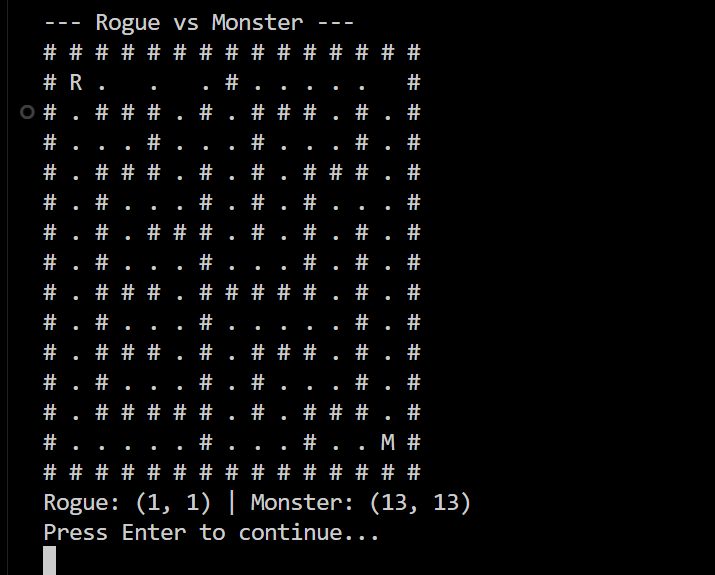 --- Rogue vs Monster ---
# # # # # # # # # # # # # # #
# R .   .   . # . . . . .   #
# . # # # . # . # # # . # . #
# . . . # . . . # . . . # . #
# . # # # . # . # . # # # . #
# . # . . . # . # . # . . . #
# . # . # # # . # . # . # . #
# . # . . . # . . . # . # . #
# . # # # . # # # # # . # . #
# . # . . . # . . . . . # . #
# . # # # . # . # # # . # . #
# . # . . . # . # . . . # . #
# . # # # # # . # . # # # . #
# . . . . . # . . . # . . M #
# # # # # # # # # # # # # # #
Rogue: (1, 1) | Monster: (13, 13)
Press Enter to continue...